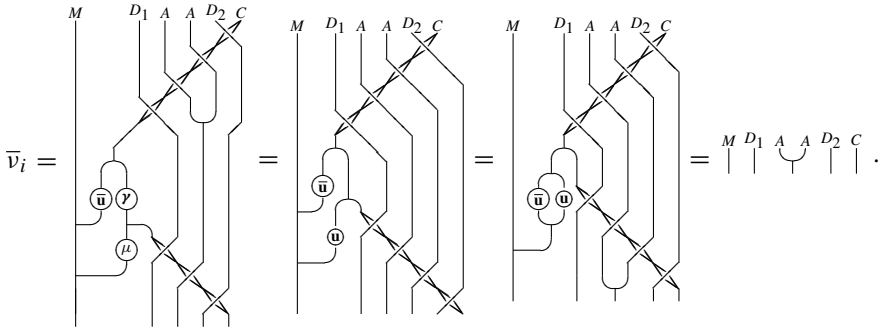 M D₁ A A D₂ C
M D₁ A A D₂ C
M D₁ A A D₂ C
M D₁ A A D₂ C
ν̅ᵢ = = = = .
u̅ γ
μ
u̅
u
u̅ u